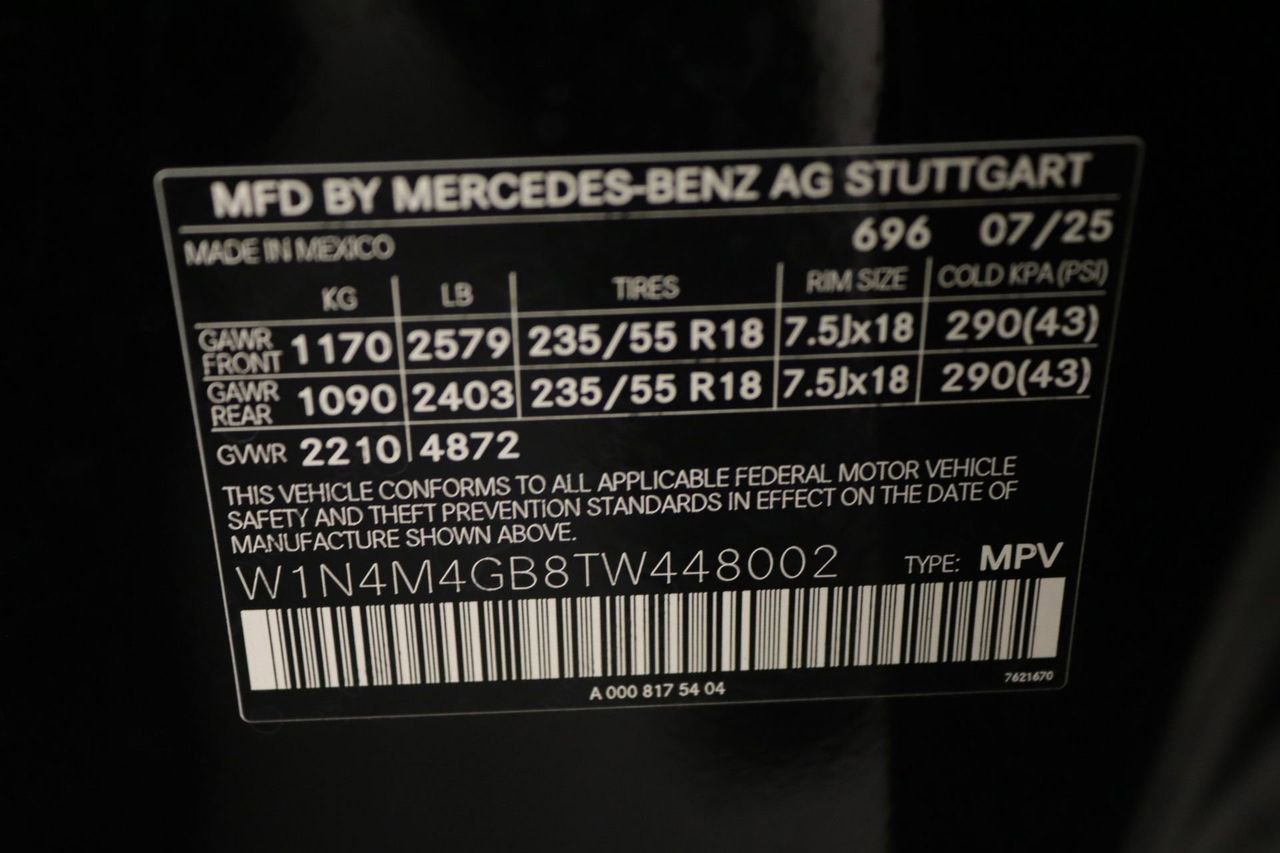 MFD BY MERCEDES-BENZ AG STUTTGART
MADE IN MEXICO 696 07/25
KG LB TIRES RIM SIZE COLD KPA (PSI)
GAWR FRONT 1170 2579 235/55 R18 7.5Jx18 290(43)
GAWR REAR 1090 2403 235/55 R18 7.5Jx18 290(43)
GVWR 2210 4872
THIS VEHICLE CONFORMS TO ALL APPLICABLE FEDERAL MOTOR VEHICLE
SAFETY AND THEFT PREVENTION STANDARDS IN EFFECT ON THE DATE OF
MANUFACTURE SHOWN ABOVE.
W1N4M4GB8TW448002 TYPE: MPV
A 000 817 54 04 7621670